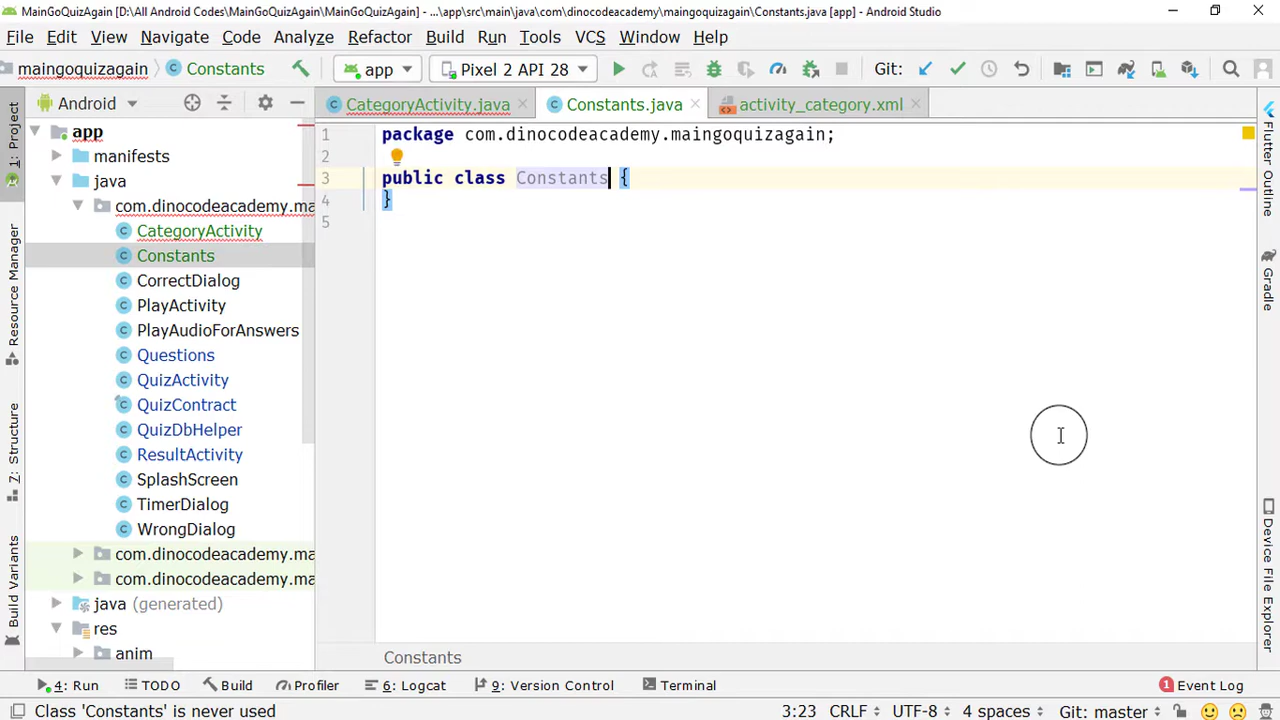 MainGoQuizAgain [D:\All Android Codes\MainGoQuizAgain\MainGoQuizAgain] - ...\app\src\main\java\com\dinocodeacademy\maingoquizagain\Constants.java [app] - Android Studio
File Edit View Navigate Code Analyze Refactor Build Run Tools VCS Window Help
maingoquizagain Constants app Pixel 2 API 28 Git:
Android CategoryActivity.java Constants.java activity_category.xml
1: Project
Resource Manager
Z: Structure
Build Variants
app
manifests
java
com.dinocodeacademy.ma
CategoryActivity
Constants
CorrectDialog
PlayActivity
PlayAudioForAnswers
Questions
QuizActivity
QuizContract
QuizDbHelper
ResultActivity
SplashScreen
TimerDialog
WrongDialog
com.dinocodeacademy.ma
com.dinocodeacademy.ma
java (generated)
res
anim
1 package com.dinocodeacademy.maingoquizagain;
2
3 public class Constants {
4 }
5
Constants
Flutter Outline
Gradle
Device File Explorer
4: Run TODO Build Profiler 6: Logcat 9: Version Control Terminal 1 Event Log
Class 'Constants' is never used 3:23 CRLF UTF-8 4 spaces Git: master